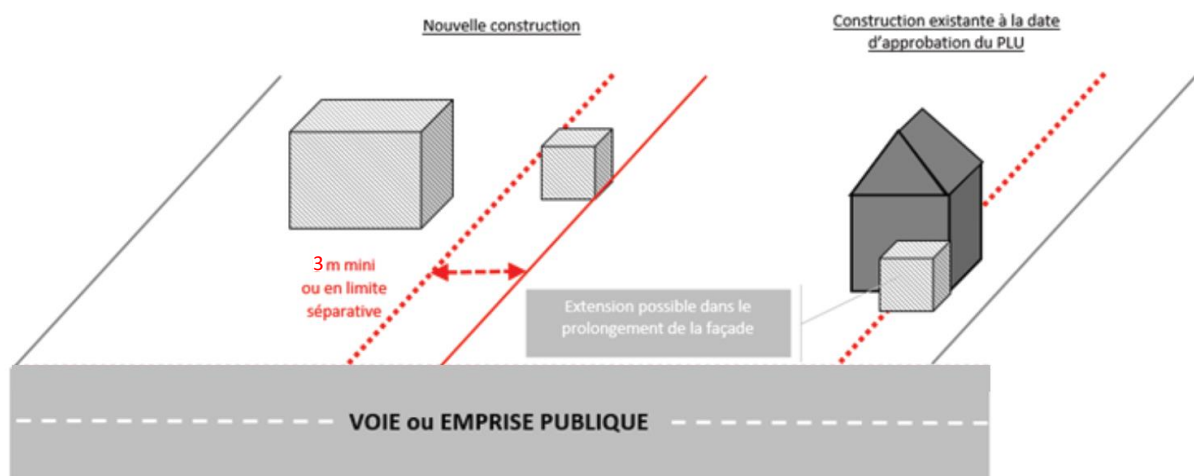 Nouvelle construction
Construction existante à la date
d'approbation du PLU
3 m mini
ou en limite
séparative
Extension possible dans le
prolongement de la façade
VOIE ou EMPRISE PUBLIQUE